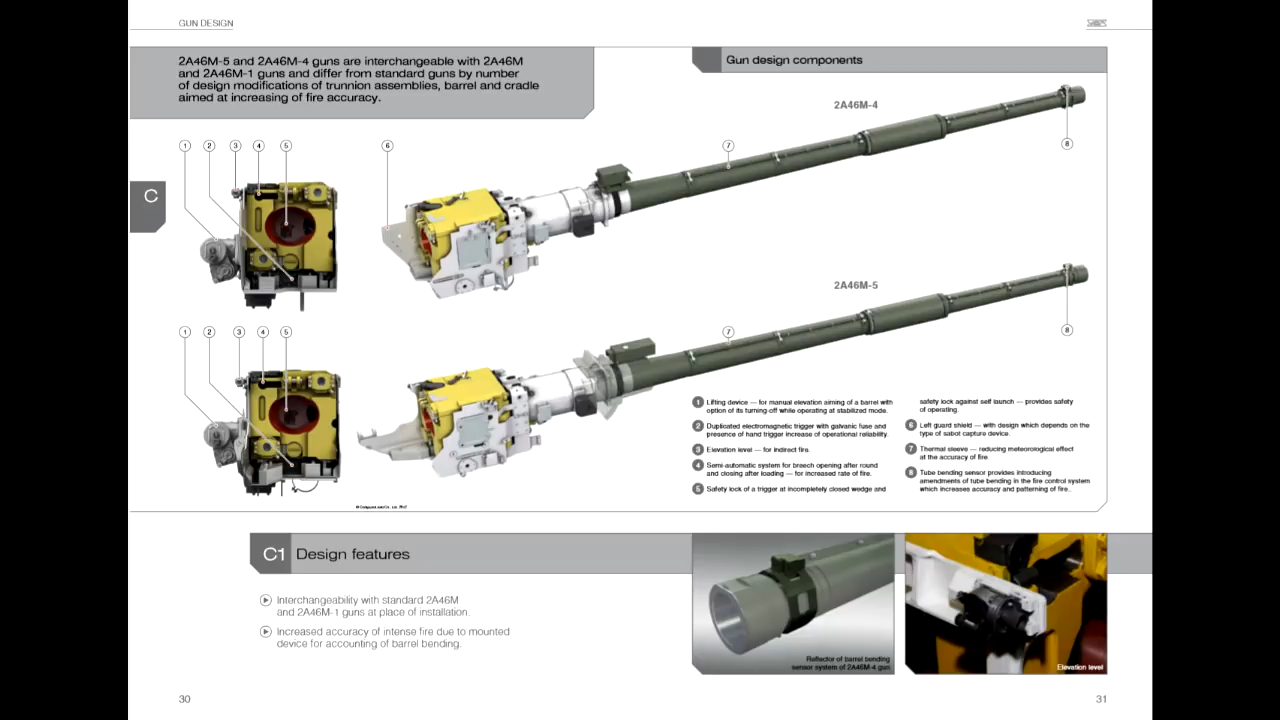 GUN DESIGN
2A46M-5 and 2A46M-4 guns are interchangeable with 2A46M
and 2A46M-1 guns and differ from standard guns by number
of design modifications of trunnion assemblies, barrel and cradle
aimed at increasing of fire accuracy.
Gun design components
C
2A46M-4
1 2 3 4 5 6 7 8
2A46M-5
1 2 3 4 5 7 8
1 Lifting device — for manual elevation aiming of a barrel with
option of its turning-off while operating at stabilized mode.
2 Duplicated electromagnetic trigger with galvanic fuse and
presence of hand trigger increase of operational reliability.
3 Elevation level — for indirect fire.
4 Semi-automatic system for breech opening after round
and closing after loading — for increased rate of fire.
5 Safety lock of a trigger at incompletely closed wedge and
safety lock against self launch — provides safety
of operating.
6 Left guard shield — with design which depends on the
type of sabot capture device.
7 Thermal sleeve — reducing meteorological effect
at the accuracy of fire.
8 Tube bending sensor provides introducing
amendments of tube bending in the fire control system
which increases accuracy and patterning of fire..
C1 Design features
Interchangeability with standard 2A46M
and 2A46M-1 guns at place of installation.
Increased accuracy of intense fire due to mounted
device for accounting of barrel bending.
Reflector of barrel bending
sensor system of 2A46M-4 gun
Elevation level
30
31